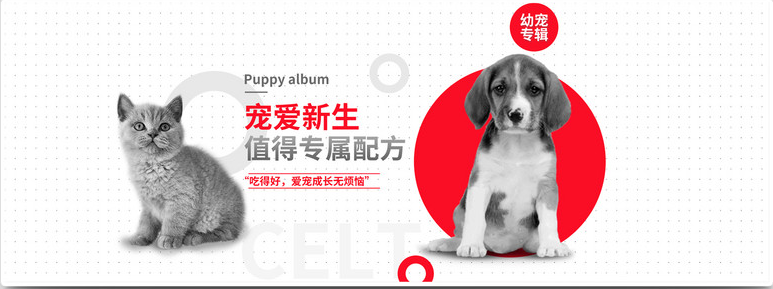 幼宠
专辑
Puppy album
宠爱新生
值得专属配方
“吃得好，爱宠成长无烦恼”
CELT